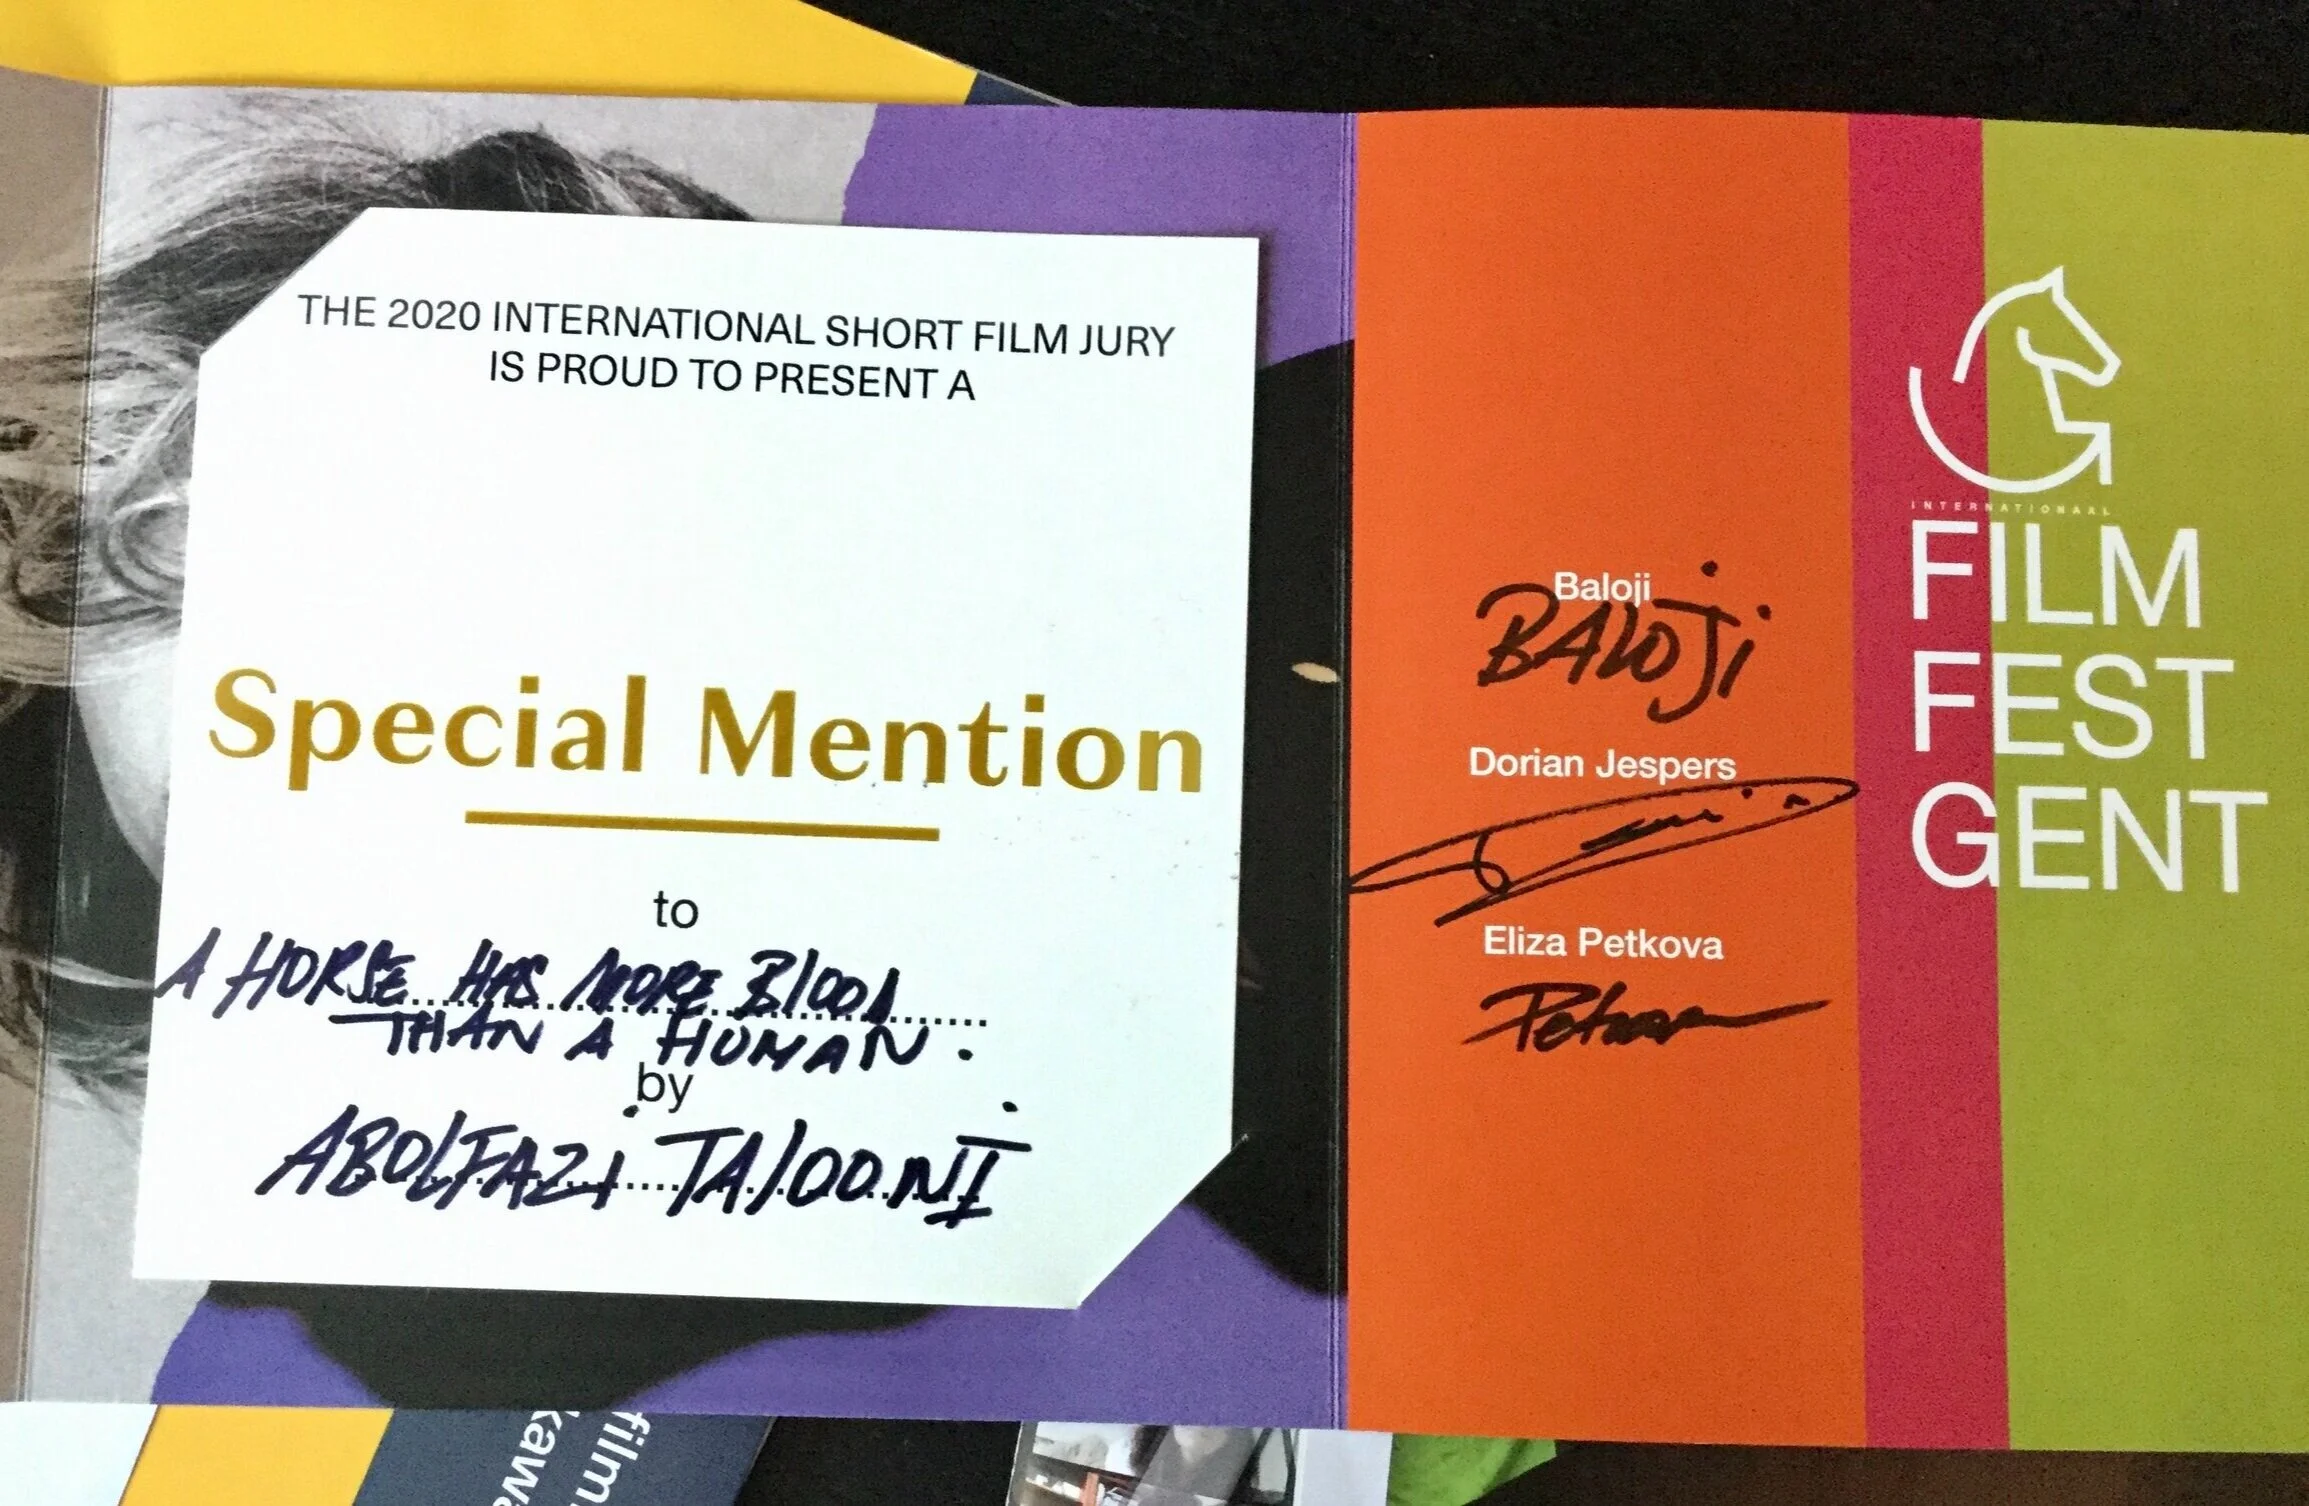 THE 2020 INTERNATIONAL SHORT FILM JURY
IS PROUD TO PRESENT A
Special Mention
to
A HORSE HAS MORE BlOOD
THAN A HUMAN.
by
ABOLFAZl TAlOONI
Baloji
BALOJi
Dorian Jespers
Eliza Petkova
INTERNATIONAAL
FILM
FEST
GENT
film